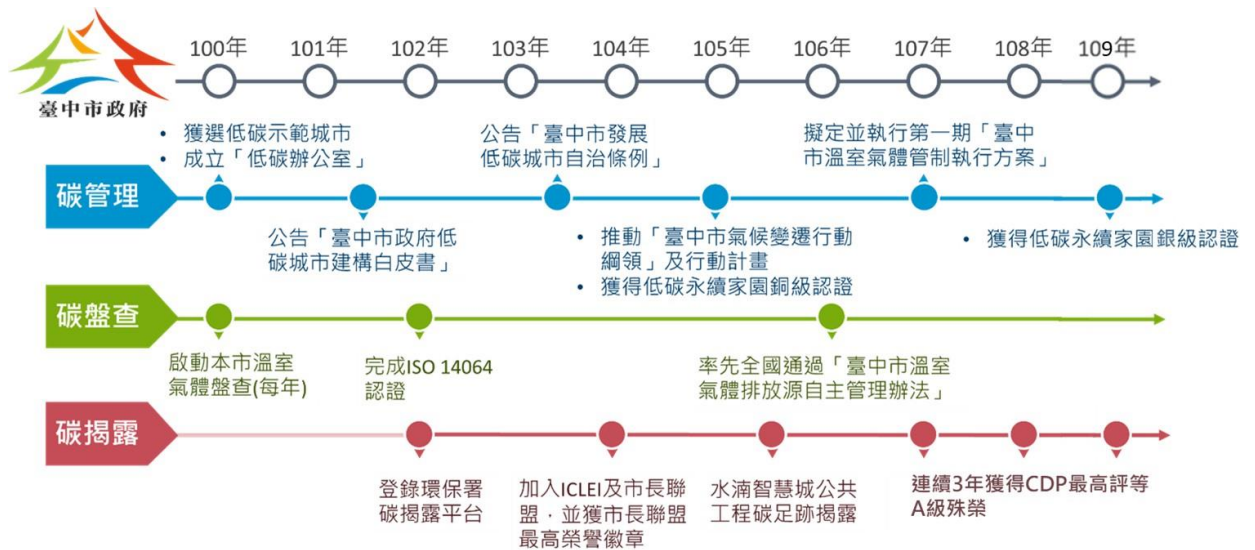 100年 101年 102年 103年 104年 105年 106年 107年 108年 109年
臺中市政府
• 獲選低碳示範城市
• 成立「低碳辦公室」
公告「臺中市發展
低碳城市自治條例」
擬定並執行第一期「臺中
市溫室氣體管制執行方案」
碳管理
公告「臺中市政府低
碳城市建構白皮書」
• 推動「臺中市氣候變遷行動
綱領」及行動計畫
• 獲得低碳永續家園銅級認證
• 獲得低碳永續家園銀級認證
碳盤查
啟動本市溫室
氣體盤查(每年)
完成ISO 14064
認證
率先全國通過「臺中市溫室
氣體排放源自主管理辦法」
碳揭露
登錄環保署
碳揭露平台
加入ICLEI及市長聯
盟，並獲市長聯盟
最高榮譽徽章
水湳智慧城公共
工程碳足跡揭露
連續3年獲得CDP最高評等
A級殊榮